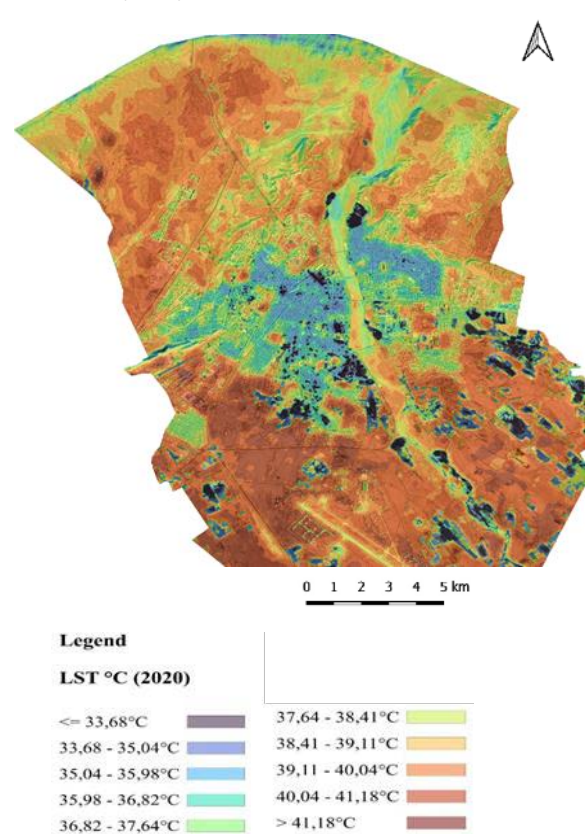 0 1 2 3 4 5 km
Legend
LST °C (2020)
<= 33,68°C
33,68 - 35,04°C
35,04 - 35,98°C
35,98 - 36,82°C
36,82 - 37,64°C
37,64 - 38,41°C
38,41 - 39,11°C
39,11 - 40,04°C
40,04 - 41,18°C
> 41,18°C